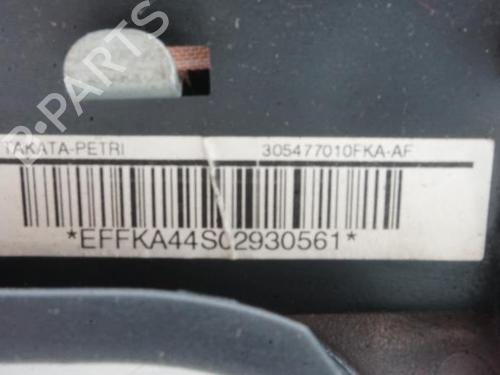 B-PARTS
TAKATA-PETRI 305477010FKA-AF
*EFFKA44S02930561*